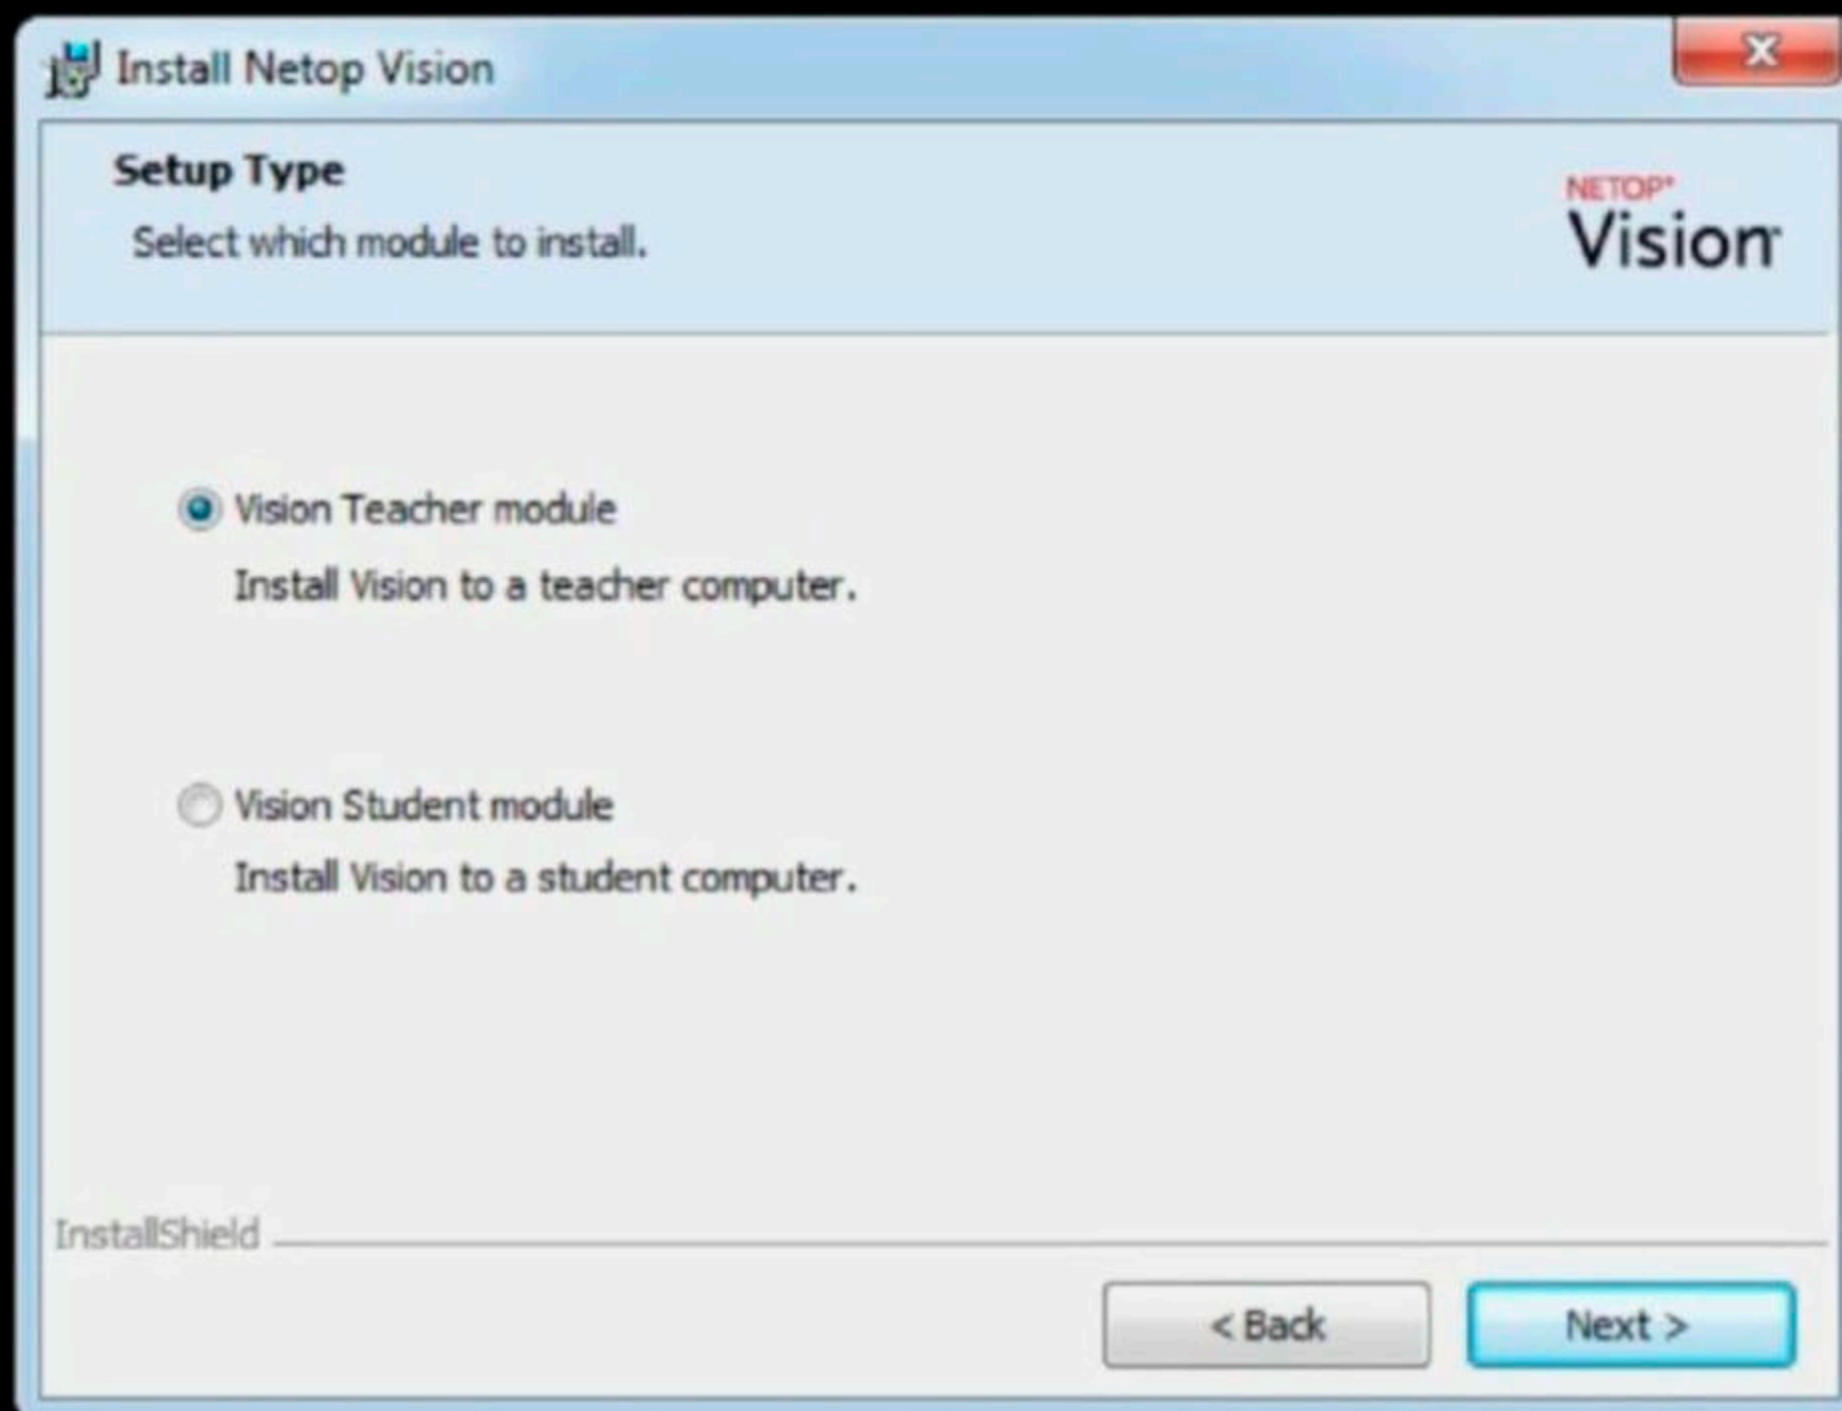 Install Netop Vision
Setup Type
Select which module to install.
NETOP®
Vision™
Vision Teacher module
Install Vision to a teacher computer.
Vision Student module
Install Vision to a student computer.
InstallShield
< Back
Next >